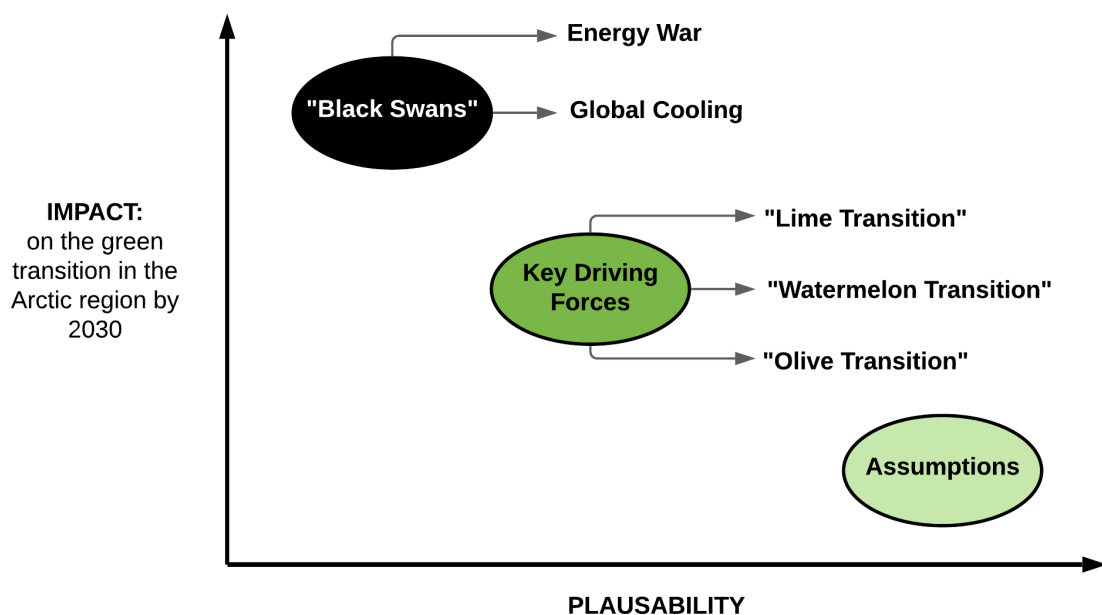 Energy War
"Black Swans"
Global Cooling
IMPACT:
on the green
transition in the
Arctic region by
2030
"Lime Transition"
Key Driving
Forces
"Watermelon Transition"
"Olive Transition"
Assumptions
PLAUSABILITY